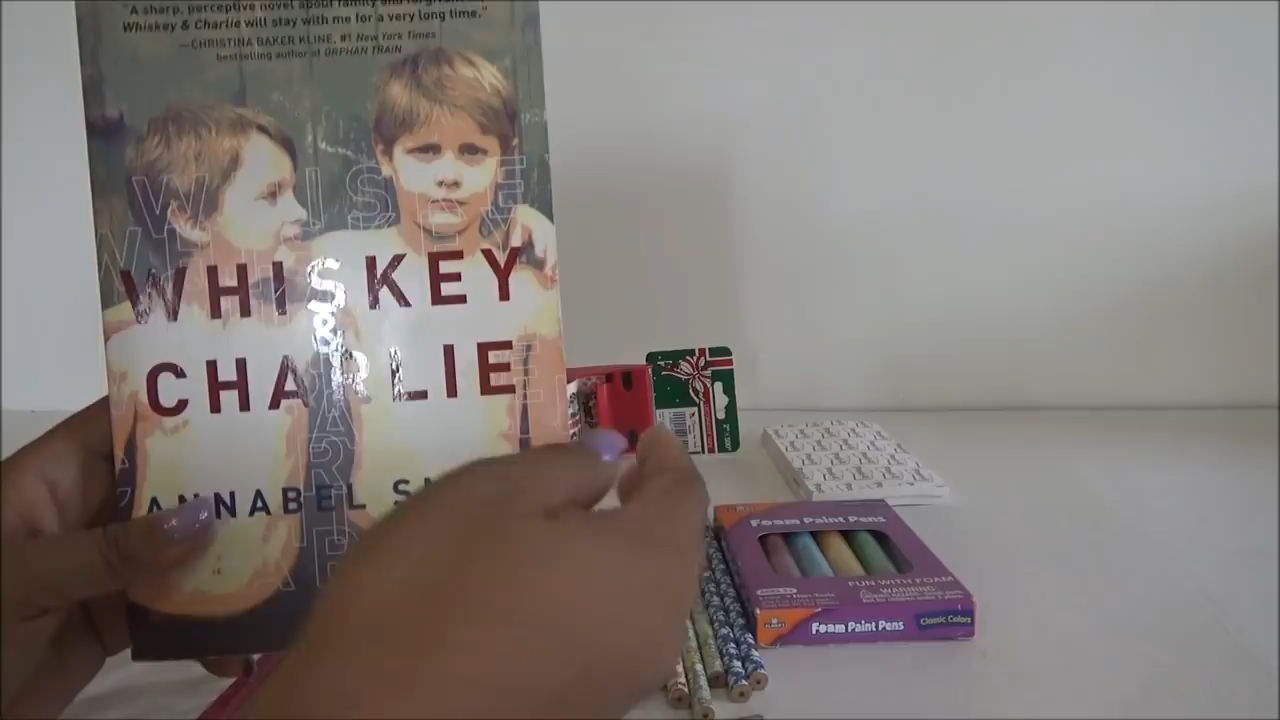 "A sharp, perceptive novel about family and forgiveness.
Whiskey & Charlie will stay with me for a very long time."
—CHRISTINA BAKER KLINE, #1 New York Times
bestselling author of ORPHAN TRAIN
WHISKEY
&
CHARLIE
ANNABEL
Foam Paint Pens
FUN WITH FOAM
WARNING
ELMER'S
Foam Paint Pens
Classic Colors